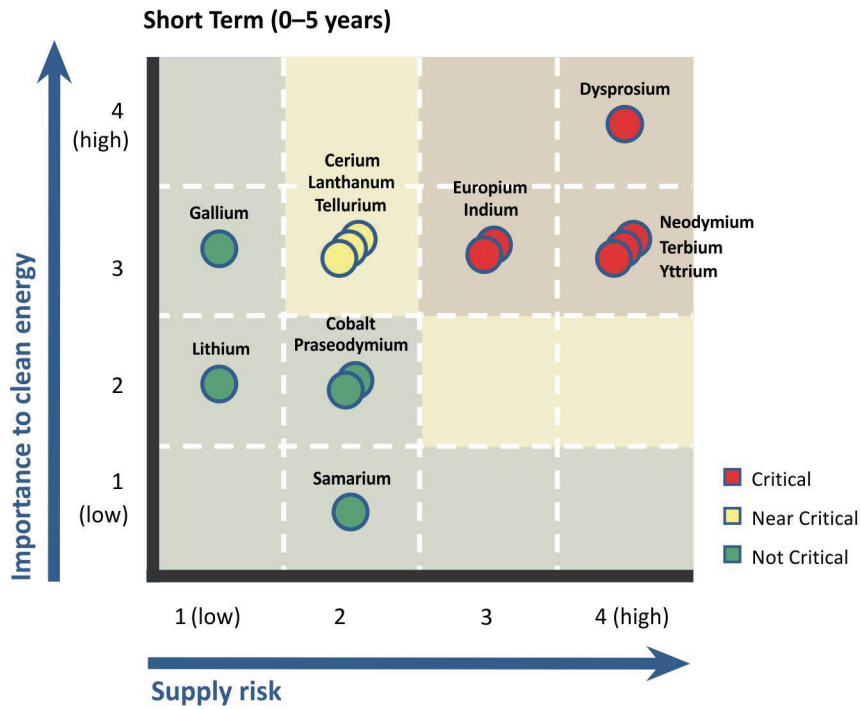 Short Term (0–5 years)
Importance to clean energy
4
(high)
3
2
1
(low)
Dysprosium
Cerium
Lanthanum
Tellurium
Europium
Indium
Gallium
Neodymium
Terbium
Yttrium
Cobalt
Praseodymium
Lithium
Samarium
Critical
Near Critical
Not Critical
1 (low)
2
3
4 (high)
Supply risk